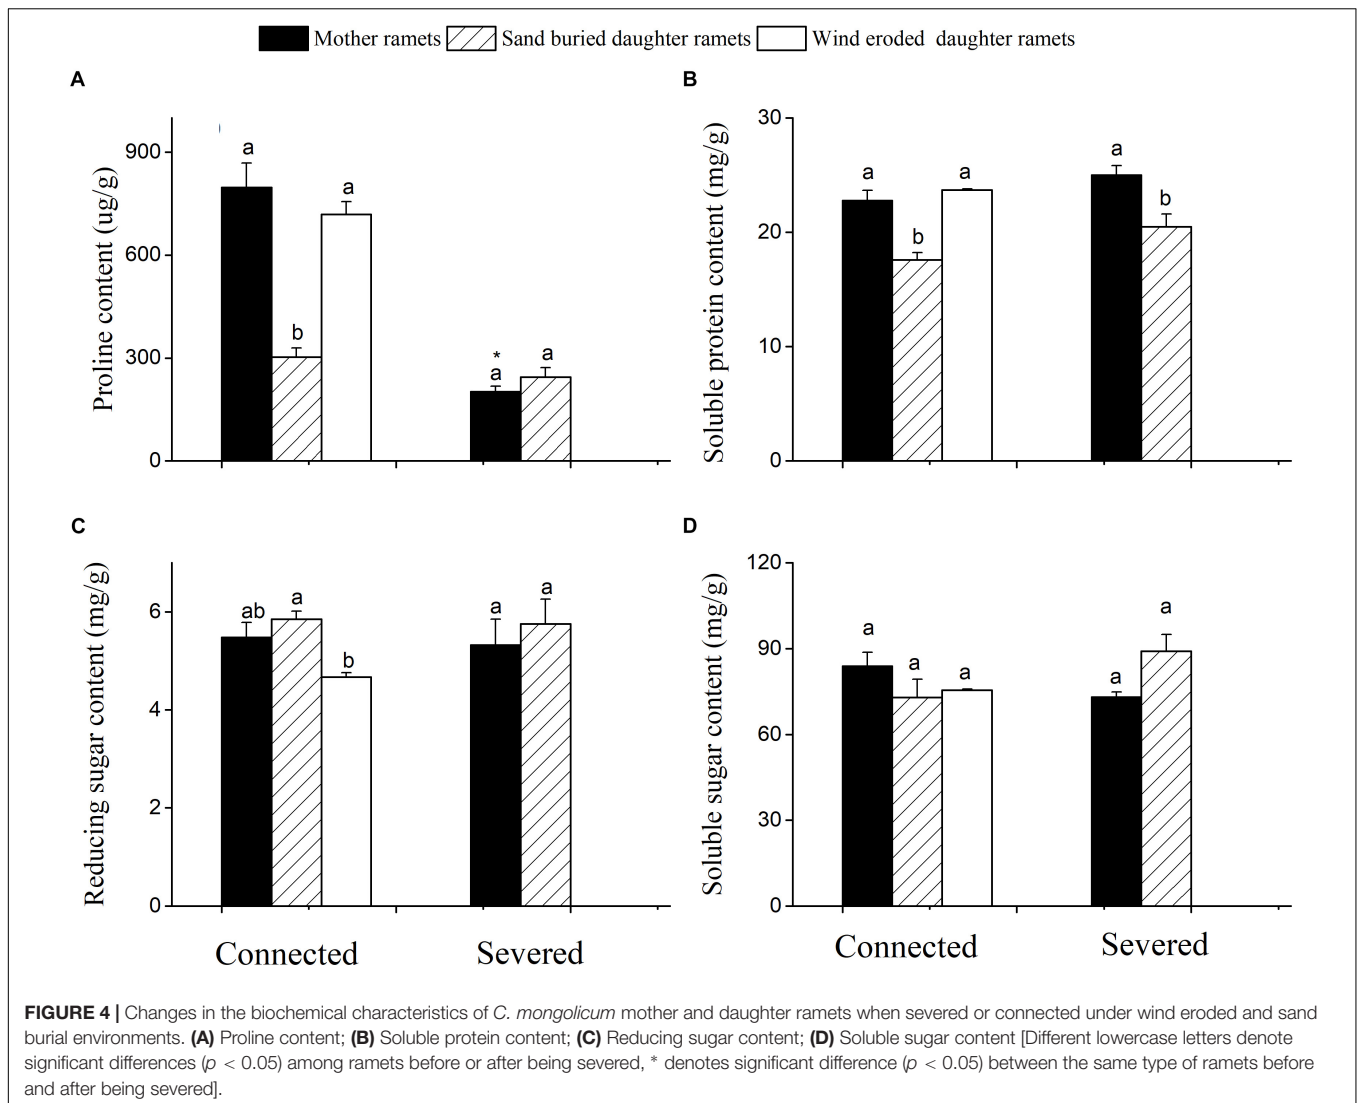 Mother ramets Sand buried daughter ramets Wind eroded daughter ramets
A
Proline content (ug/g)
900
600
300
0
a
b
a
*
a
a
B
Soluble protein content (mg/g)
30
20
10
0
a
b
a
a
b
C
Reducing sugar content (mg/g)
6
4
2
0
ab
a
b
a
a
Connected Severed
D
Soluble sugar content (mg/g)
120
90
60
30
0
a
a
a
a
a
Connected Severed
FIGURE 4 | Changes in the biochemical characteristics of C. mongolicum mother and daughter ramets when severed or connected under wind eroded and sand
burial environments. (A) Proline content; (B) Soluble protein content; (C) Reducing sugar content; (D) Soluble sugar content [Different lowercase letters denote
significant differences (p < 0.05) among ramets before or after being severed, * denotes significant difference (p < 0.05) between the same type of ramets before
and after being severed].